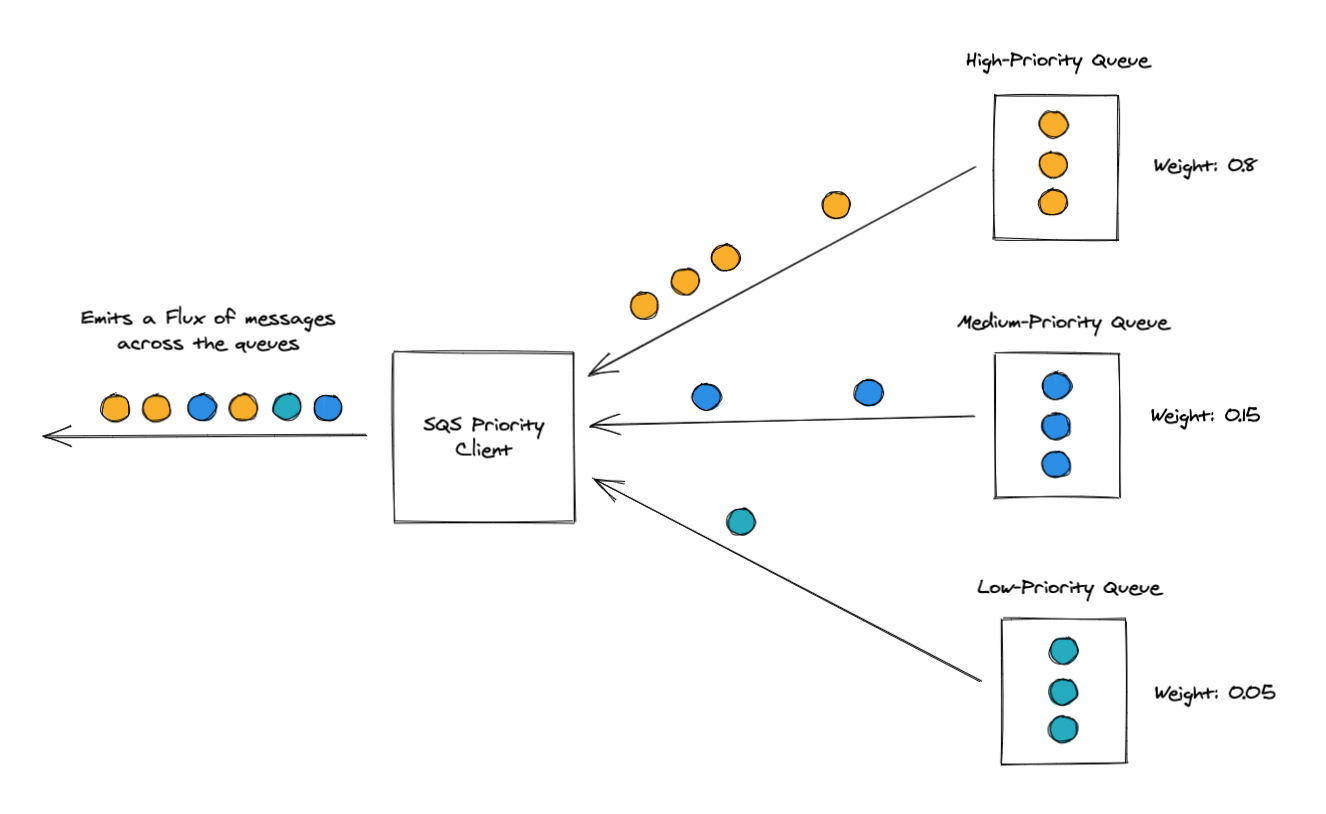 High-Priority Queue
Weight: 0.8
Emits a Flux of messages
across the queues
SQS Priority
Client
Medium-Priority Queue
Weight: 0.15
Low-Priority Queue
Weight: 0.05